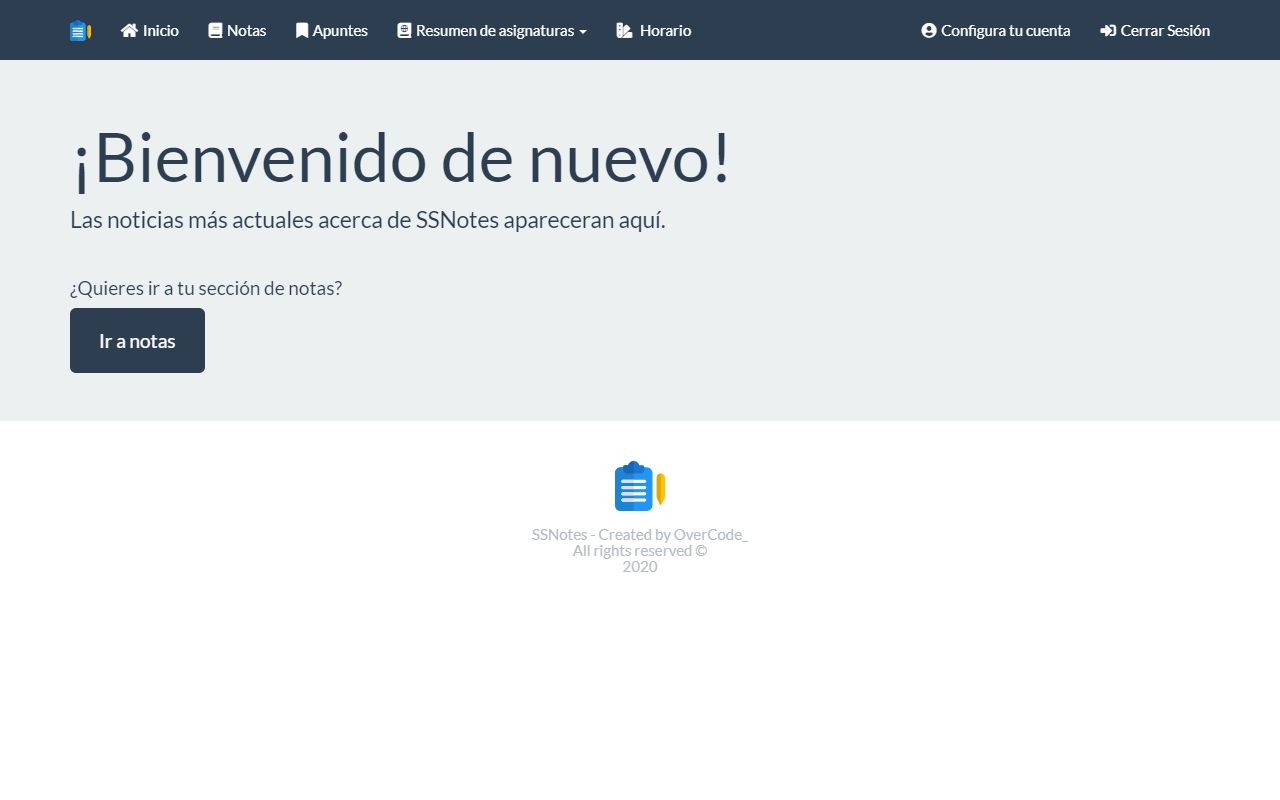 Inicio Notas Apuntes Resumen de asignaturas Horario Configura tu cuenta Cerrar Sesión
¡Bienvenido de nuevo!
Las noticias más actuales acerca de SSNotes apareceran aquí.
¿Quieres ir a tu sección de notas?
Ir a notas
SSNotes - Created by OverCode_
All rights reserved ©
2020